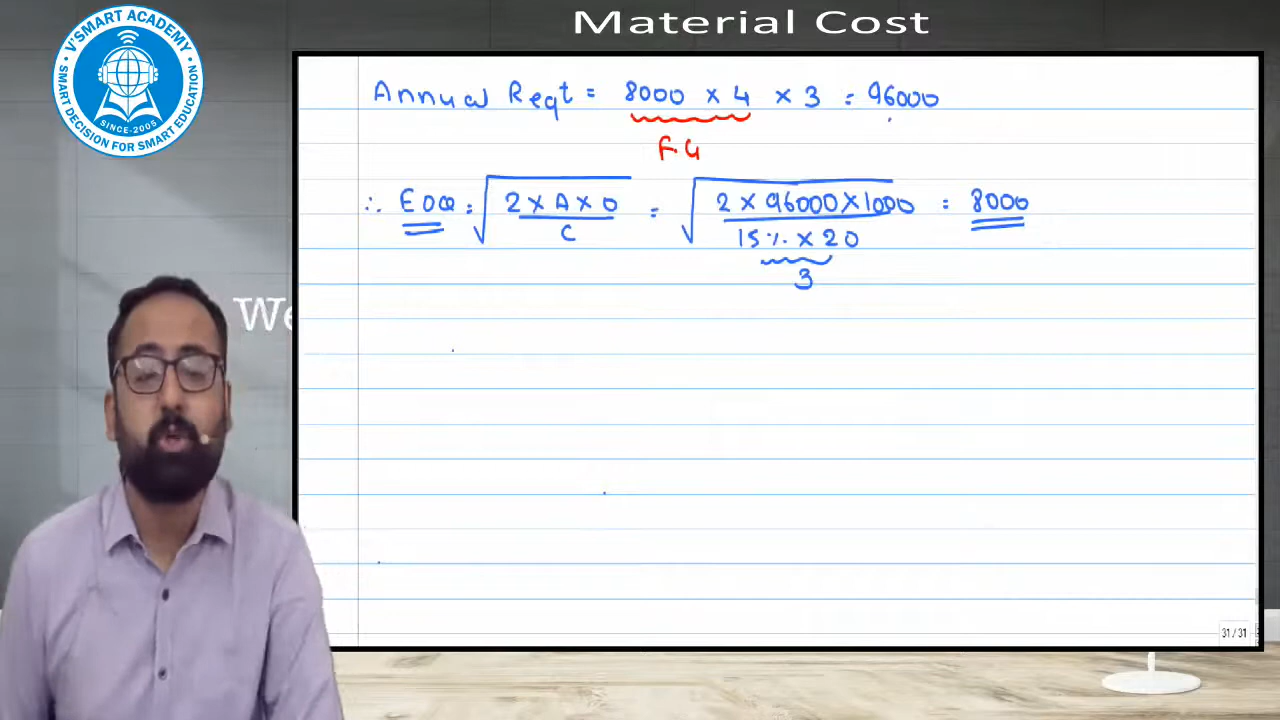 Material Cost
V'SMART ACADEMY
SINCE-2005
SMART DECISION FOR SMART EDUCATION
We
Annual Reqt = 8000 × 4 × 3 = 96000
F.G
∴ EOQ = √ 2 × A × O / C = √ 2 × 96000 × 1000 / 15% × 20 = 8000
3
31 / 31